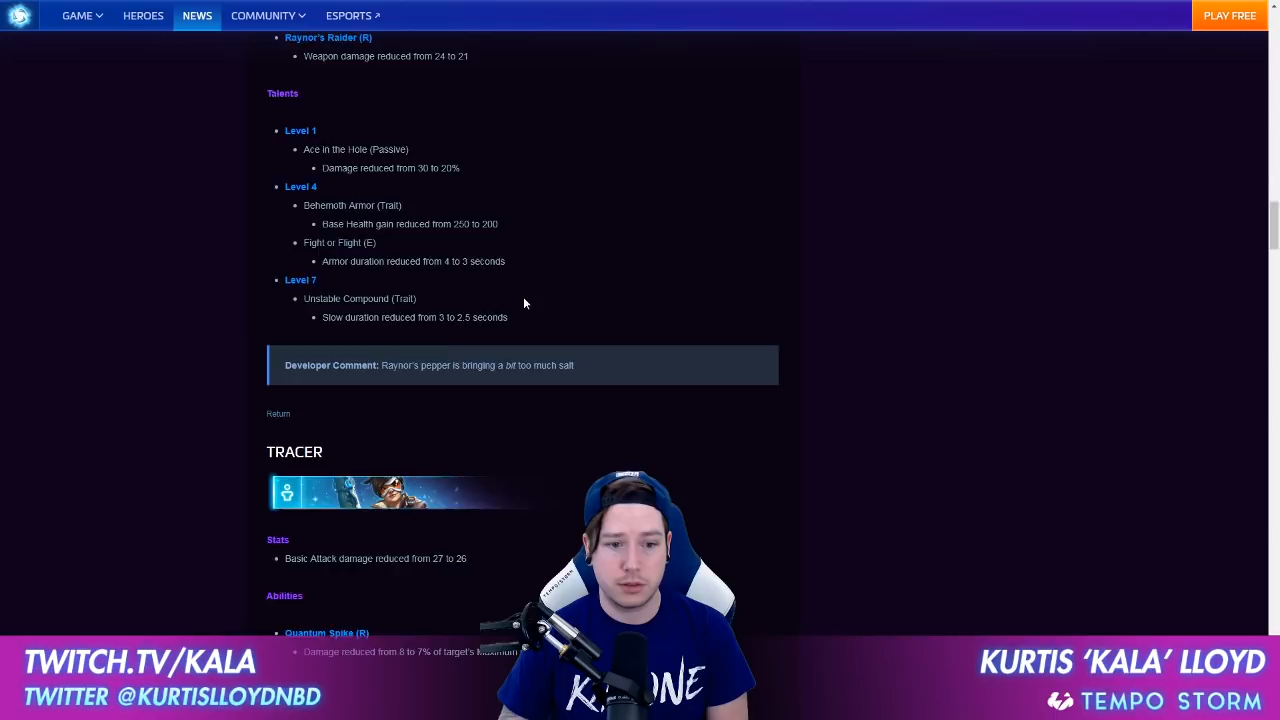 GAME HEROES NEWS COMMUNITY ESPORTS PLAY FREE
Raynor's Raider (R)
Weapon damage reduced from 24 to 21
Talents
Level 1
Ace in the Hole (Passive)
Damage reduced from 30 to 20%
Level 4
Behemoth Armor (Trait)
Base Health gain reduced from 250 to 200
Fight or Flight (E)
Armor duration reduced from 4 to 3 seconds
Level 7
Unstable Compound (Trait)
Slow duration reduced from 3 to 2.5 seconds
Developer Comment: Raynor's pepper is bringing a bit too much salt
Return
TRACER
Stats
Basic Attack damage reduced from 27 to 26
Abilities
Quantum Spike (R)
Damage reduced from 8 to 7% of target's maximum
TWITCH.TV/KALA
TWITTER @KURTISLLOYDNBD
KURTIS 'KALA' LLOYD
TEMPO STORM
TEMPO/STORM